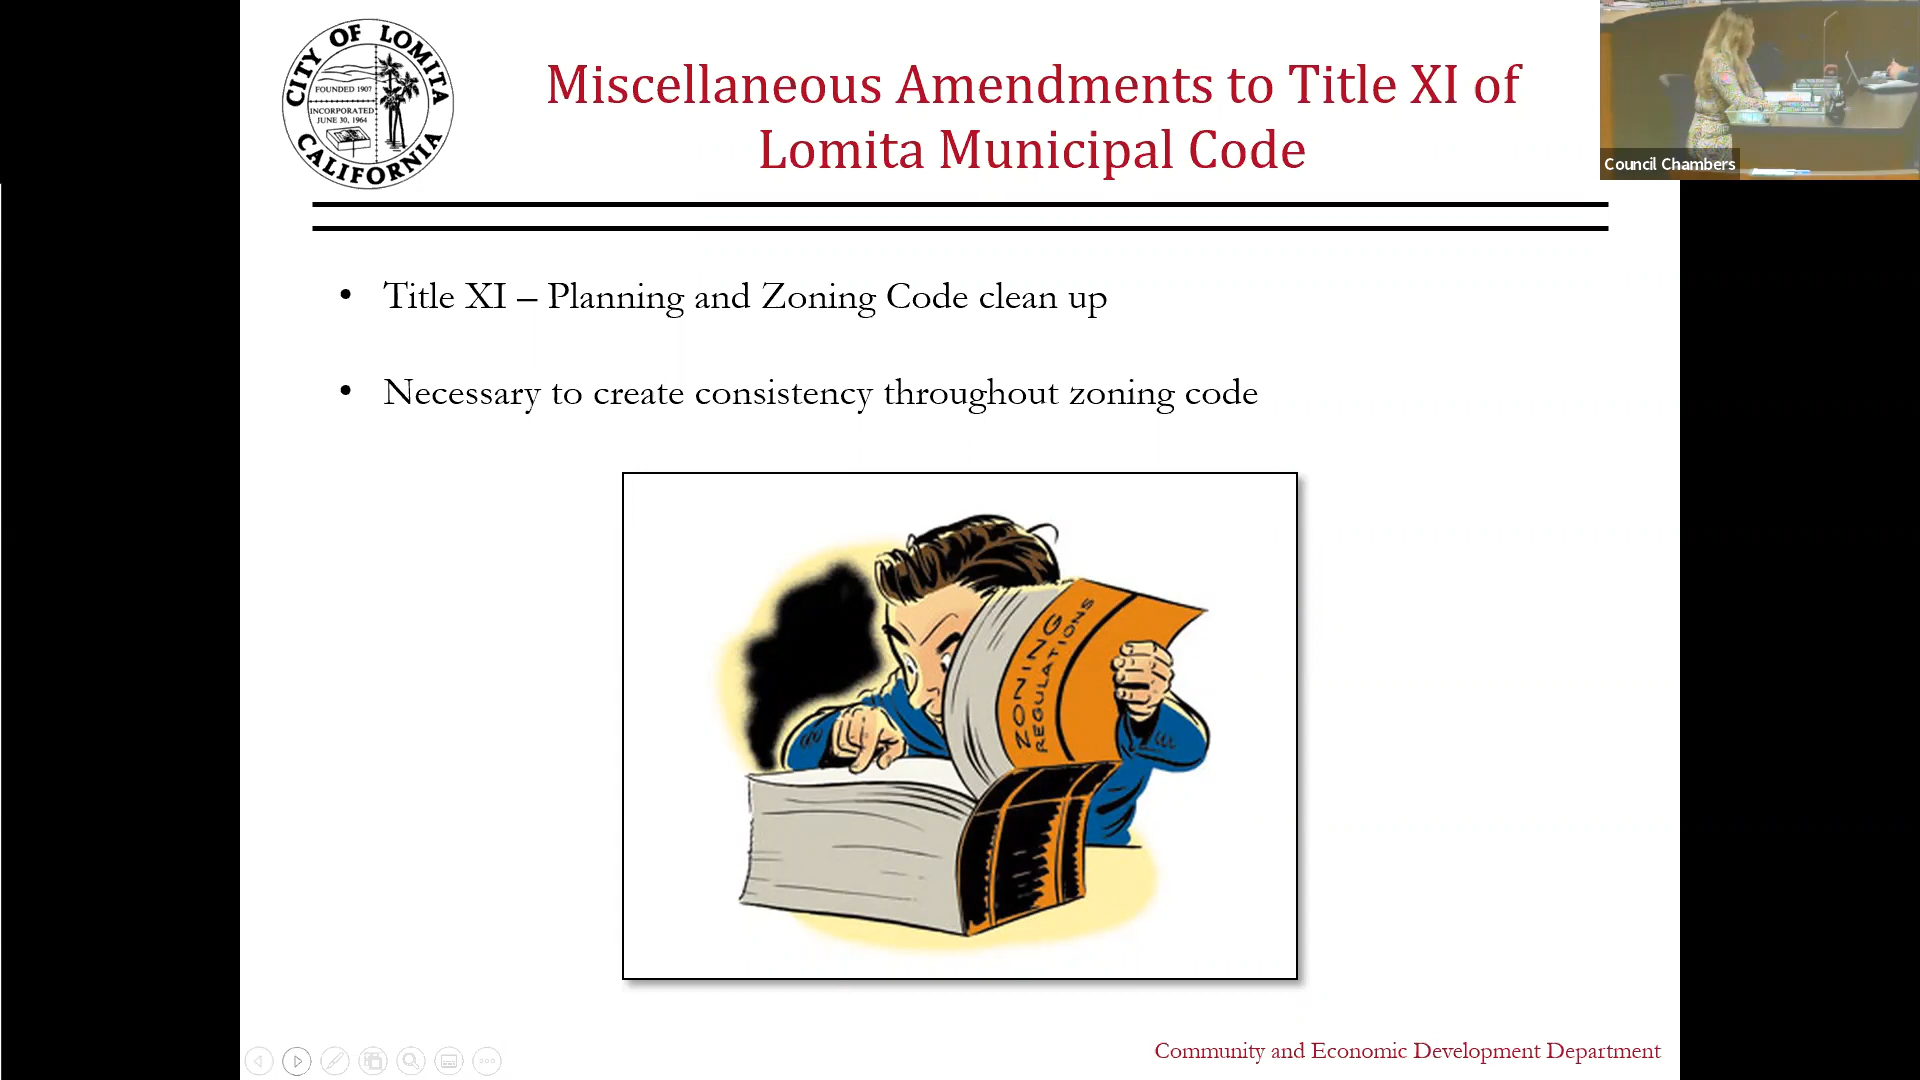 CITY OF LOMITA
FOUNDED 1907
INCORPORATED
JUNE 30, 1964
CALIFORNIA
Miscellaneous Amendments to Title XI of
Lomita Municipal Code
Council Chambers
• Title XI – Planning and Zoning Code clean up
• Necessary to create consistency throughout zoning code
ZONING
REGULATIONS
Community and Economic Development Department